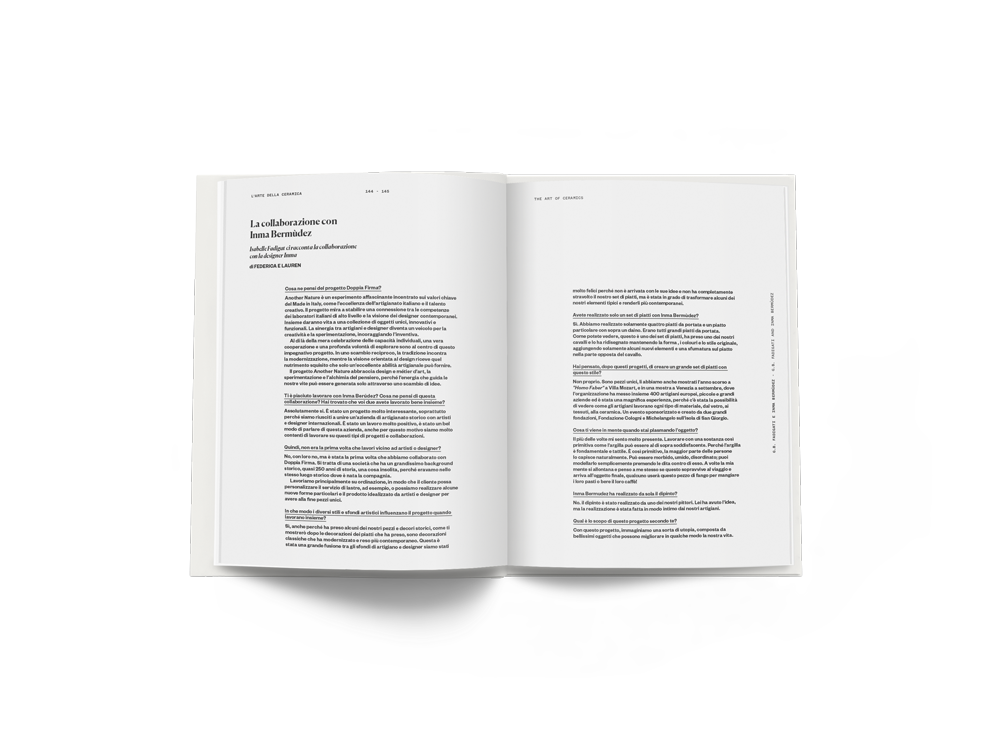 L'ARTE DELLA CERAMICA
144 - 145
La collaborazione con
Inma Bermùdez
Isabelle Fadigat ci racconta la collaborazione
con la designer Inma
di FEDERICA E LAUREN
Cosa ne pensi del progetto Doppia Firma?
Another Nature è un esperimento affascinante incentrato sui valori chiave
del Made in Italy, come l'eccellenza dell'artigianato italiano e il talento
creativo. Il progetto mira a stabilire una connessione tra le competenze
dei laboratori italiani di alto livello e la visione dei designer contemporanei.
Insieme daranno vita a una collezione di oggetti unici, innovativi e
funzionali. La sinergia tra artigiani e designer diventa un veicolo per la
creatività e la sperimentazione, incoraggiando l'inventiva.
Al di là della mera celebrazione delle capacità individuali, una vera
cooperazione e una profonda volontà di esplorare sono al centro di questo
impegnativo progetto. In uno scambio reciproco, la tradizione incontra
la modernizzazione, mentre la visione orientata al design riceve quel
nutrimento squisito che solo un'eccellente abilità artigianale può fornire.
Il progetto Another Nature abbraccia design e métier d'art, la
sperimentazione e l'alchimia del pensiero, perché l'energia che guida le
nostre vite può essere generata solo attraverso uno scambio di idee.
Ti è piaciuto lavorare con Inma Berùdez? Cosa ne pensi di questa
collaborazione? Hai trovato che voi due avete lavorato bene insieme?
Assolutamente sì. È stato un progetto molto interessante, soprattutto
perché siamo riusciti a unire un'azienda di artigianato storico con artisti
e designer internazionali. È stato un lavoro molto positivo, è stato un bel
modo di parlare di questa azienda, anche per questo motivo siamo molto
contenti di lavorare su questi tipi di progetti e collaborazioni.
Quindi, non era la prima volta che lavori vicino ad artisti o designer?
No, con loro no, ma è stata la prima volta che abbiamo collaborato con
Doppia Firma. Si tratta di una società che ha un grandissimo background
storico, quasi 250 anni di storia, una cosa insolita, perché eravamo nello
stesso luogo storico dove è nata la compagnia.
Lavoriamo principalmente su ordinazione, in modo che il cliente possa
personalizzare il servizio di lastre, ad esempio, o possiamo realizzare alcune
nuove forme particolari e il prodotto idealizzato da artisti e designer per
avere alla fine pezzi unici.
In che modo i diversi stili e sfondi artistici influenzano il progetto quando
lavorano insieme?
Sì, anche perché ha preso alcuni dei nostri pezzi e decori storici, come ti
mostrerò dopo le decorazioni dei piatti che ha preso, sono decorazioni
classiche che ha modernizzato e reso più contemporaneo. Questa è
stata una grande fusione tra gli sfondi di artigiano e designer siamo stati
THE ART OF CERAMICS
molto felici perché non è arrivata con le sue idee e non ha completamente
stravolto il nostro set di piatti, ma è stata in grado di trasformare alcuni dei
nostri elementi tipici e renderli più contemporanei.
Avete realizzato solo un set di piatti con Inma Bermúdez?
Sì. Abbiamo realizzato solamente quattro piatti da portata e un piatto
particolare con sopra un daino. Erano tutti grandi piatti da portata.
Come potete vedere, questo è uno dei set di piatti, ha preso uno dei nostri
cavalli e lo ha ridisegnato mantenendo la forma , i colouri e lo stile originale,
aggiungendo solamente alcuni nuovi elementi e una sfumatura sul piatto
nella parte opposta del cavallo.
Hai pensato, dopo questi progetti, di creare un grande set di piatti con
questo stile?
Non proprio. Sono pezzi unici, li abbiamo anche mostrati l'anno scorso a
"Homo Faber" a Villa Mozart, e in una mostra a Venezia a settembre, dove
l'organizzazione ha messo insieme 400 artigiani europei, piccole e grandi
aziende ed è stata una magnifica esperienza, perché c'è stata la possibilità
di vedere come gli artigiani lavorano ogni tipo di materiale, dal vetro, ai
tessuti, alla ceramica. Un evento sponsorizzato e creato da due grandi
fondazioni, Fondazione Cologni e Michelangelo sull'isola di San Giorgio.
Cosa ti viene in mente quando stai plasmando l'oggetto?
Il più delle volte mi sento molto presente. Lavorare con una sostanza così
primitiva come l'argilla può essere al di sopra soddisfacente. Perché l'argilla
è fondamentale e tattile. È così primitivo, la maggior parte delle persone
lo capisce naturalmente. Può essere morbido, umido, disordinato; puoi
modellarlo semplicemente premendo le dita contro di esso. A volte la mia
mente si allontana e penso a me stesso se questo sopravvive al viaggio e
arriva all'oggetto finale, qualcuno userà questo pezzo di fango per mangiare
i loro pasti o bere il loro caffè!
Inma Bermudez ha realizzato da sola il dipinto?
No. Il dipinto è stato realizzato da uno dei nostri pittori. Lei ha avuto l'idea,
ma la realizzazione è stata fatta in modo intimo dai nostri artigiani.
Qual è lo scopo di questo progetto secondo te?
Con questo progetto, immaginiamo una sorta di utopia, composta da
bellissimi oggetti che possono migliorare in qualche modo la nostra vita.
G.B. FADIGATI E INMA BERMÙDEZ - G.B. FADIGATI AND INMA BERMÙDEZ